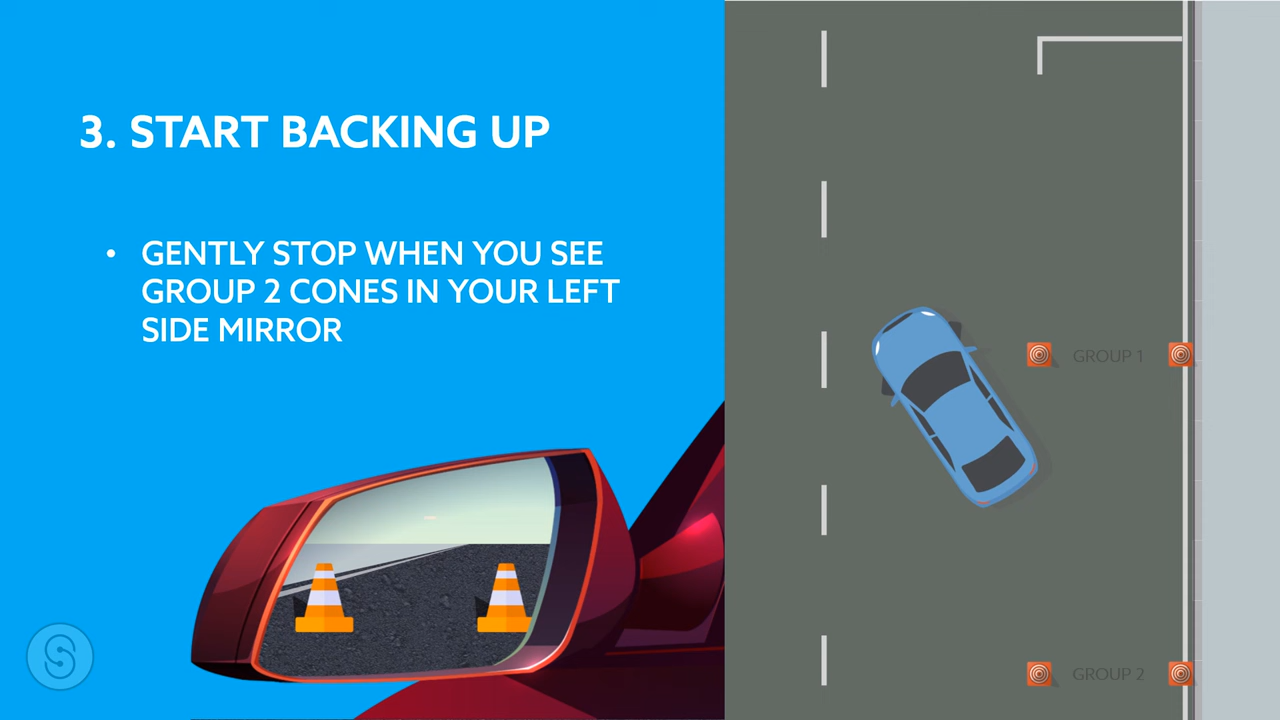 3. START BACKING UP
• GENTLY STOP WHEN YOU SEE
GROUP 2 CONES IN YOUR LEFT
SIDE MIRROR
GROUP 1
GROUP 2